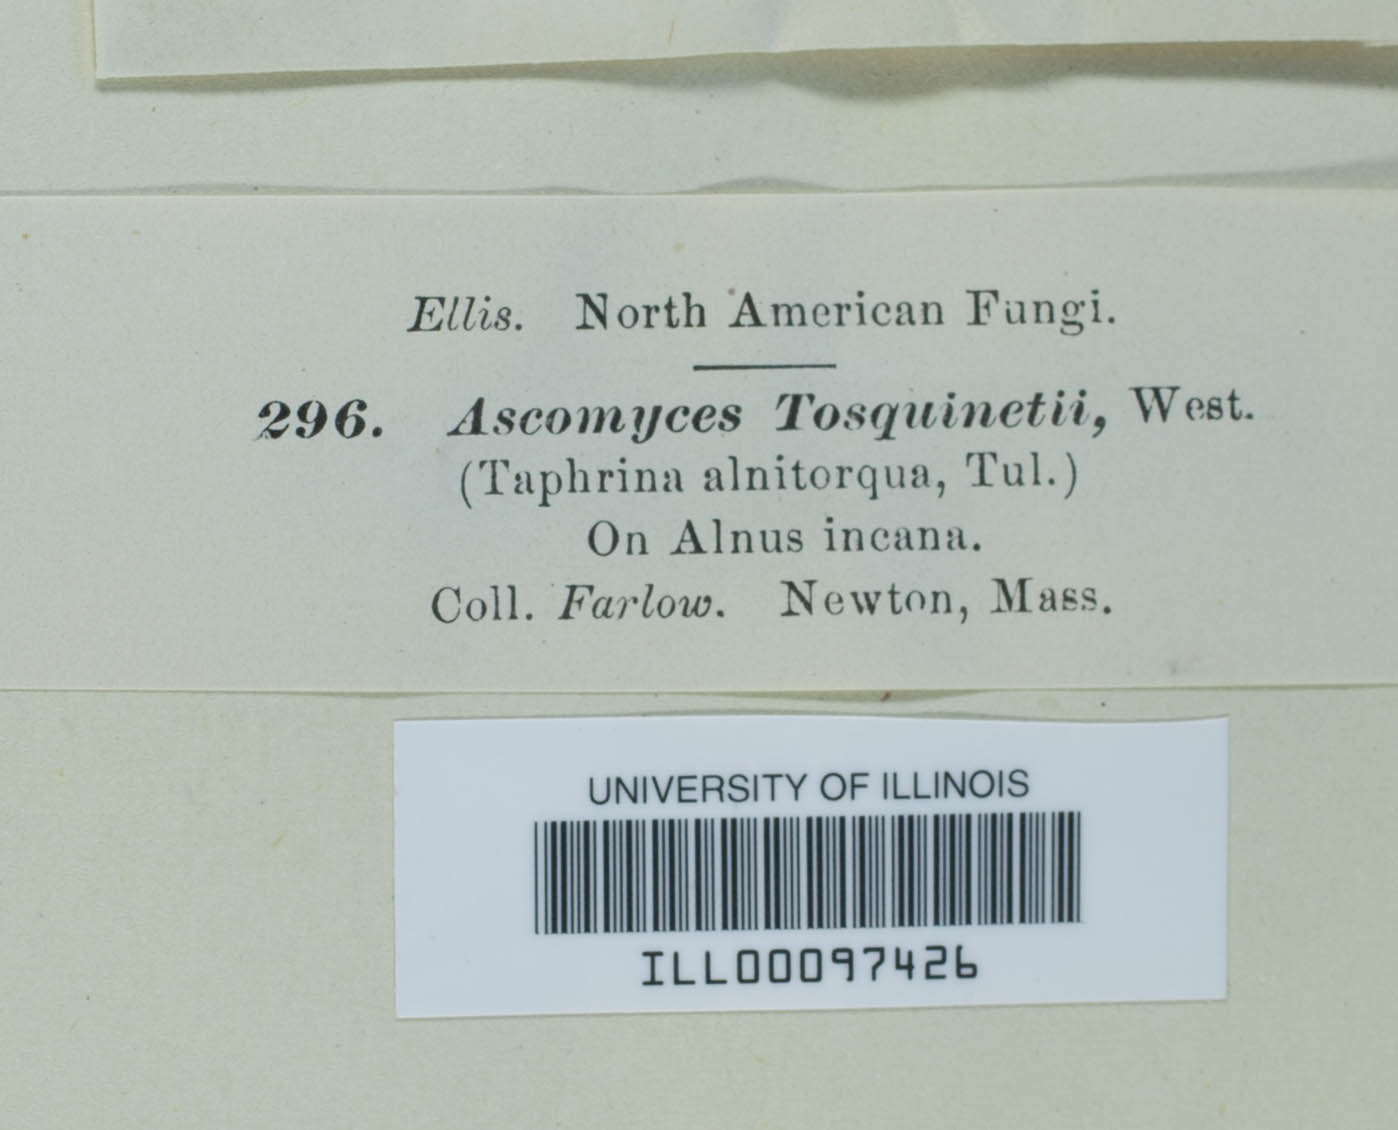 Ellis. North American Fungi.
296. Ascomyces Tosquinetii, West.
(Taphrina alnitorqua, Tul.)
On Alnus incana.
Coll. Farlow. Newton, Mass.
UNIVERSITY OF ILLINOIS
ILL00097426